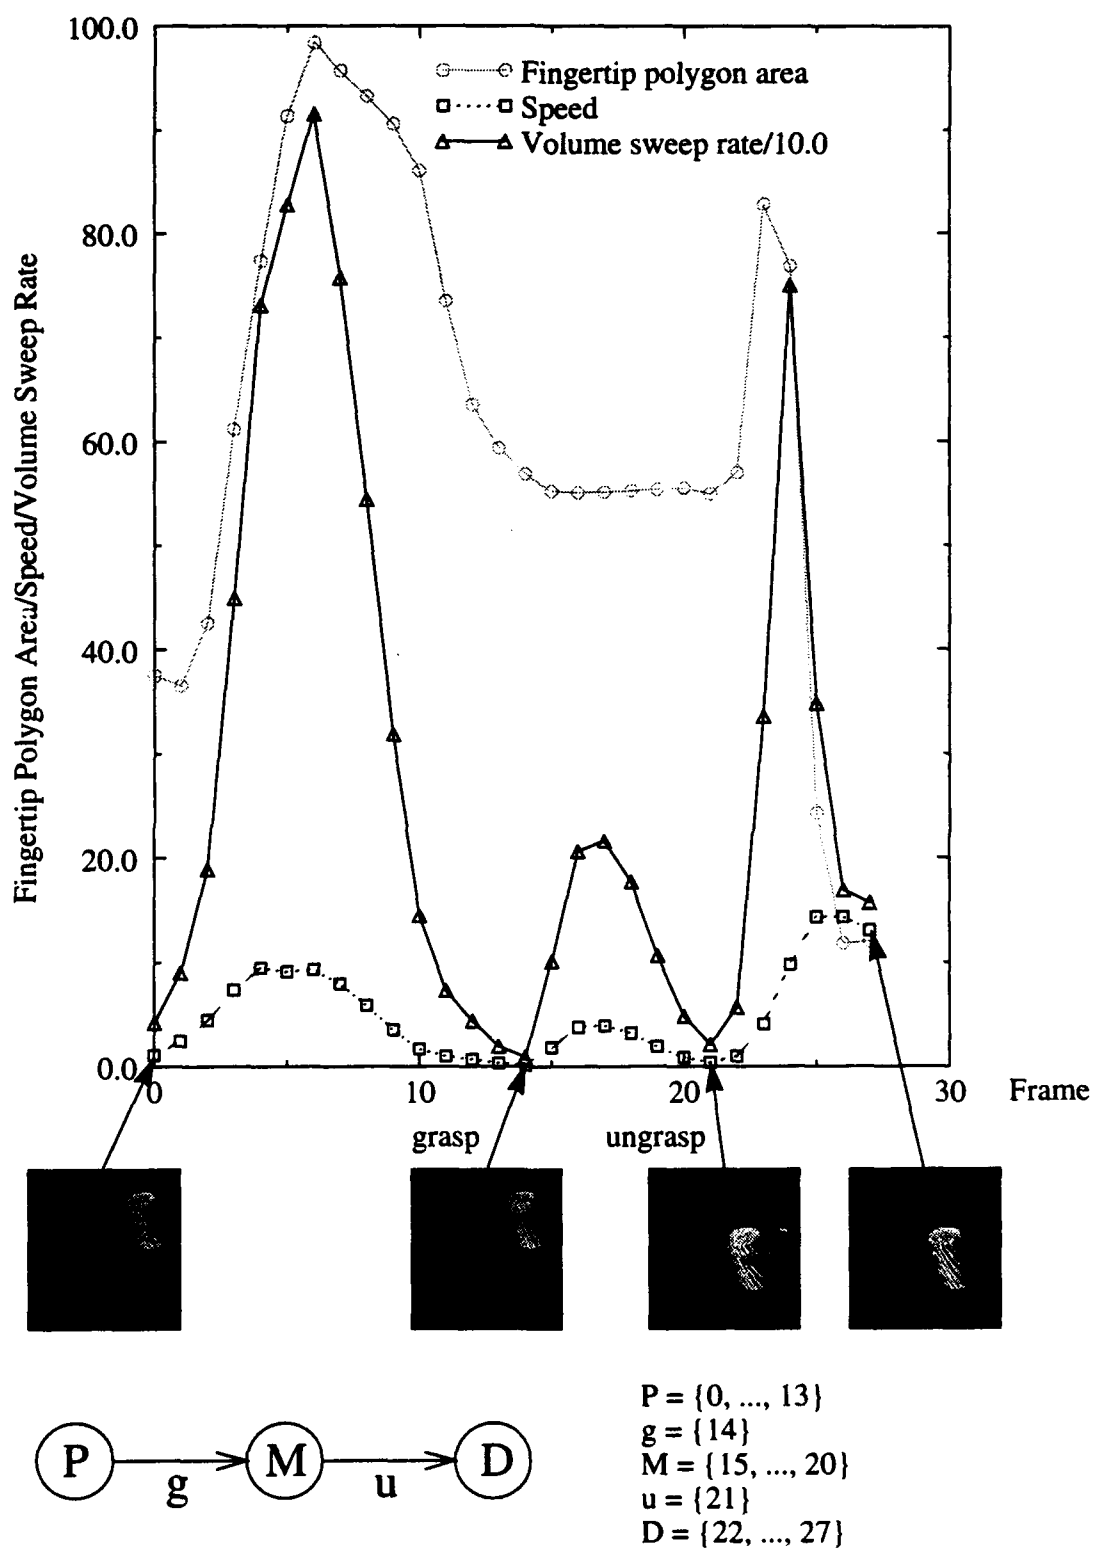 100.0
80.0
60.0
40.0
20.0
0.0
Fingertip Polygon Area/Speed/Volume Sweep Rate
Fingertip polygon area
Speed
Volume sweep rate/10.0
0
10
20
30
Frame
grasp
ungrasp
P
g
M
u
D
P = {0, ..., 13}
g = {14}
M = {15, ..., 20}
u = {21}
D = {22, ..., 27}